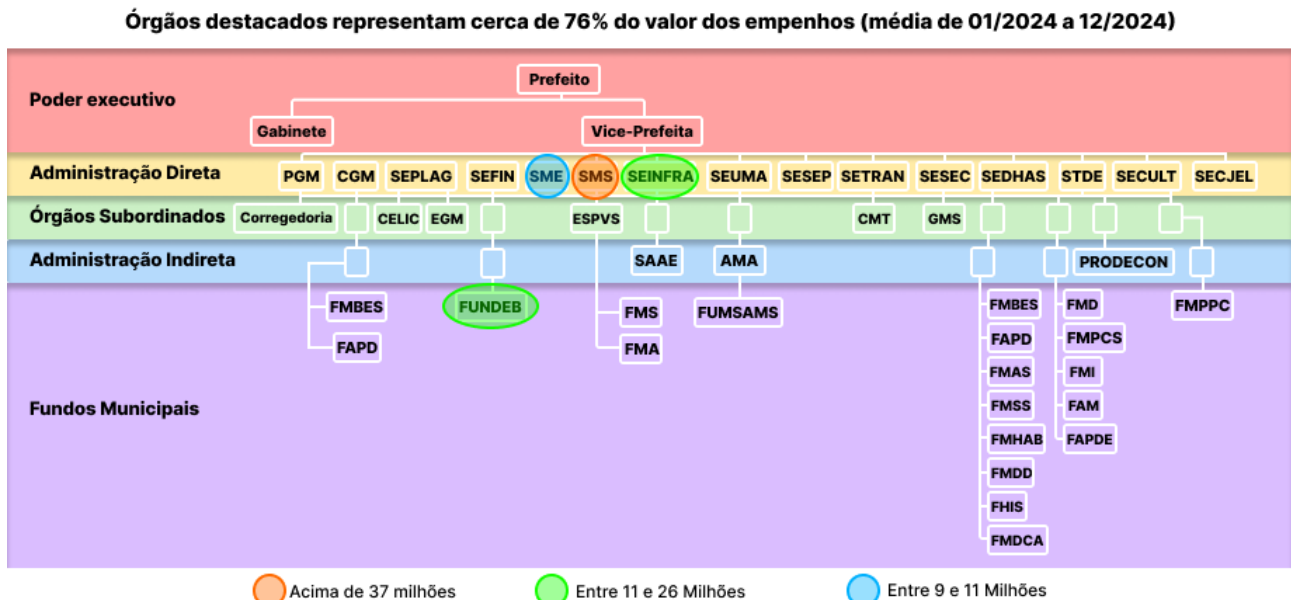 Órgãos destacados representam cerca de 76% do valor dos empenhos (média de 01/2024 a 12/2024)
Poder executivo
Prefeito
Gabinete
Vice-Prefeita
Administração Direta
PGM
CGM
SEPLAG
SEFIN
SME
SMS
SEINFRA
SEUMA
SESEP
SETRAN
SESEC
SEDHAS
STDE
SECULT
SECJEL
Órgãos Subordinados
Corregedoria
CELIC
EGM
ESPVS
CMT
GMS
Administração Indireta
SAAE
AMA
PRODECON
Fundos Municipais
FMBES
FAPD
FUNDEB
FMS
FMA
FUMSAMS
FMBES
FAPD
FMAS
FMSS
FMHAB
FMDD
FHIS
FMDCA
FMD
FMPCS
FMI
FAM
FAPDE
FMPPC
Acima de 37 milhões
Entre 11 e 26 Milhões
Entre 9 e 11 Milhões